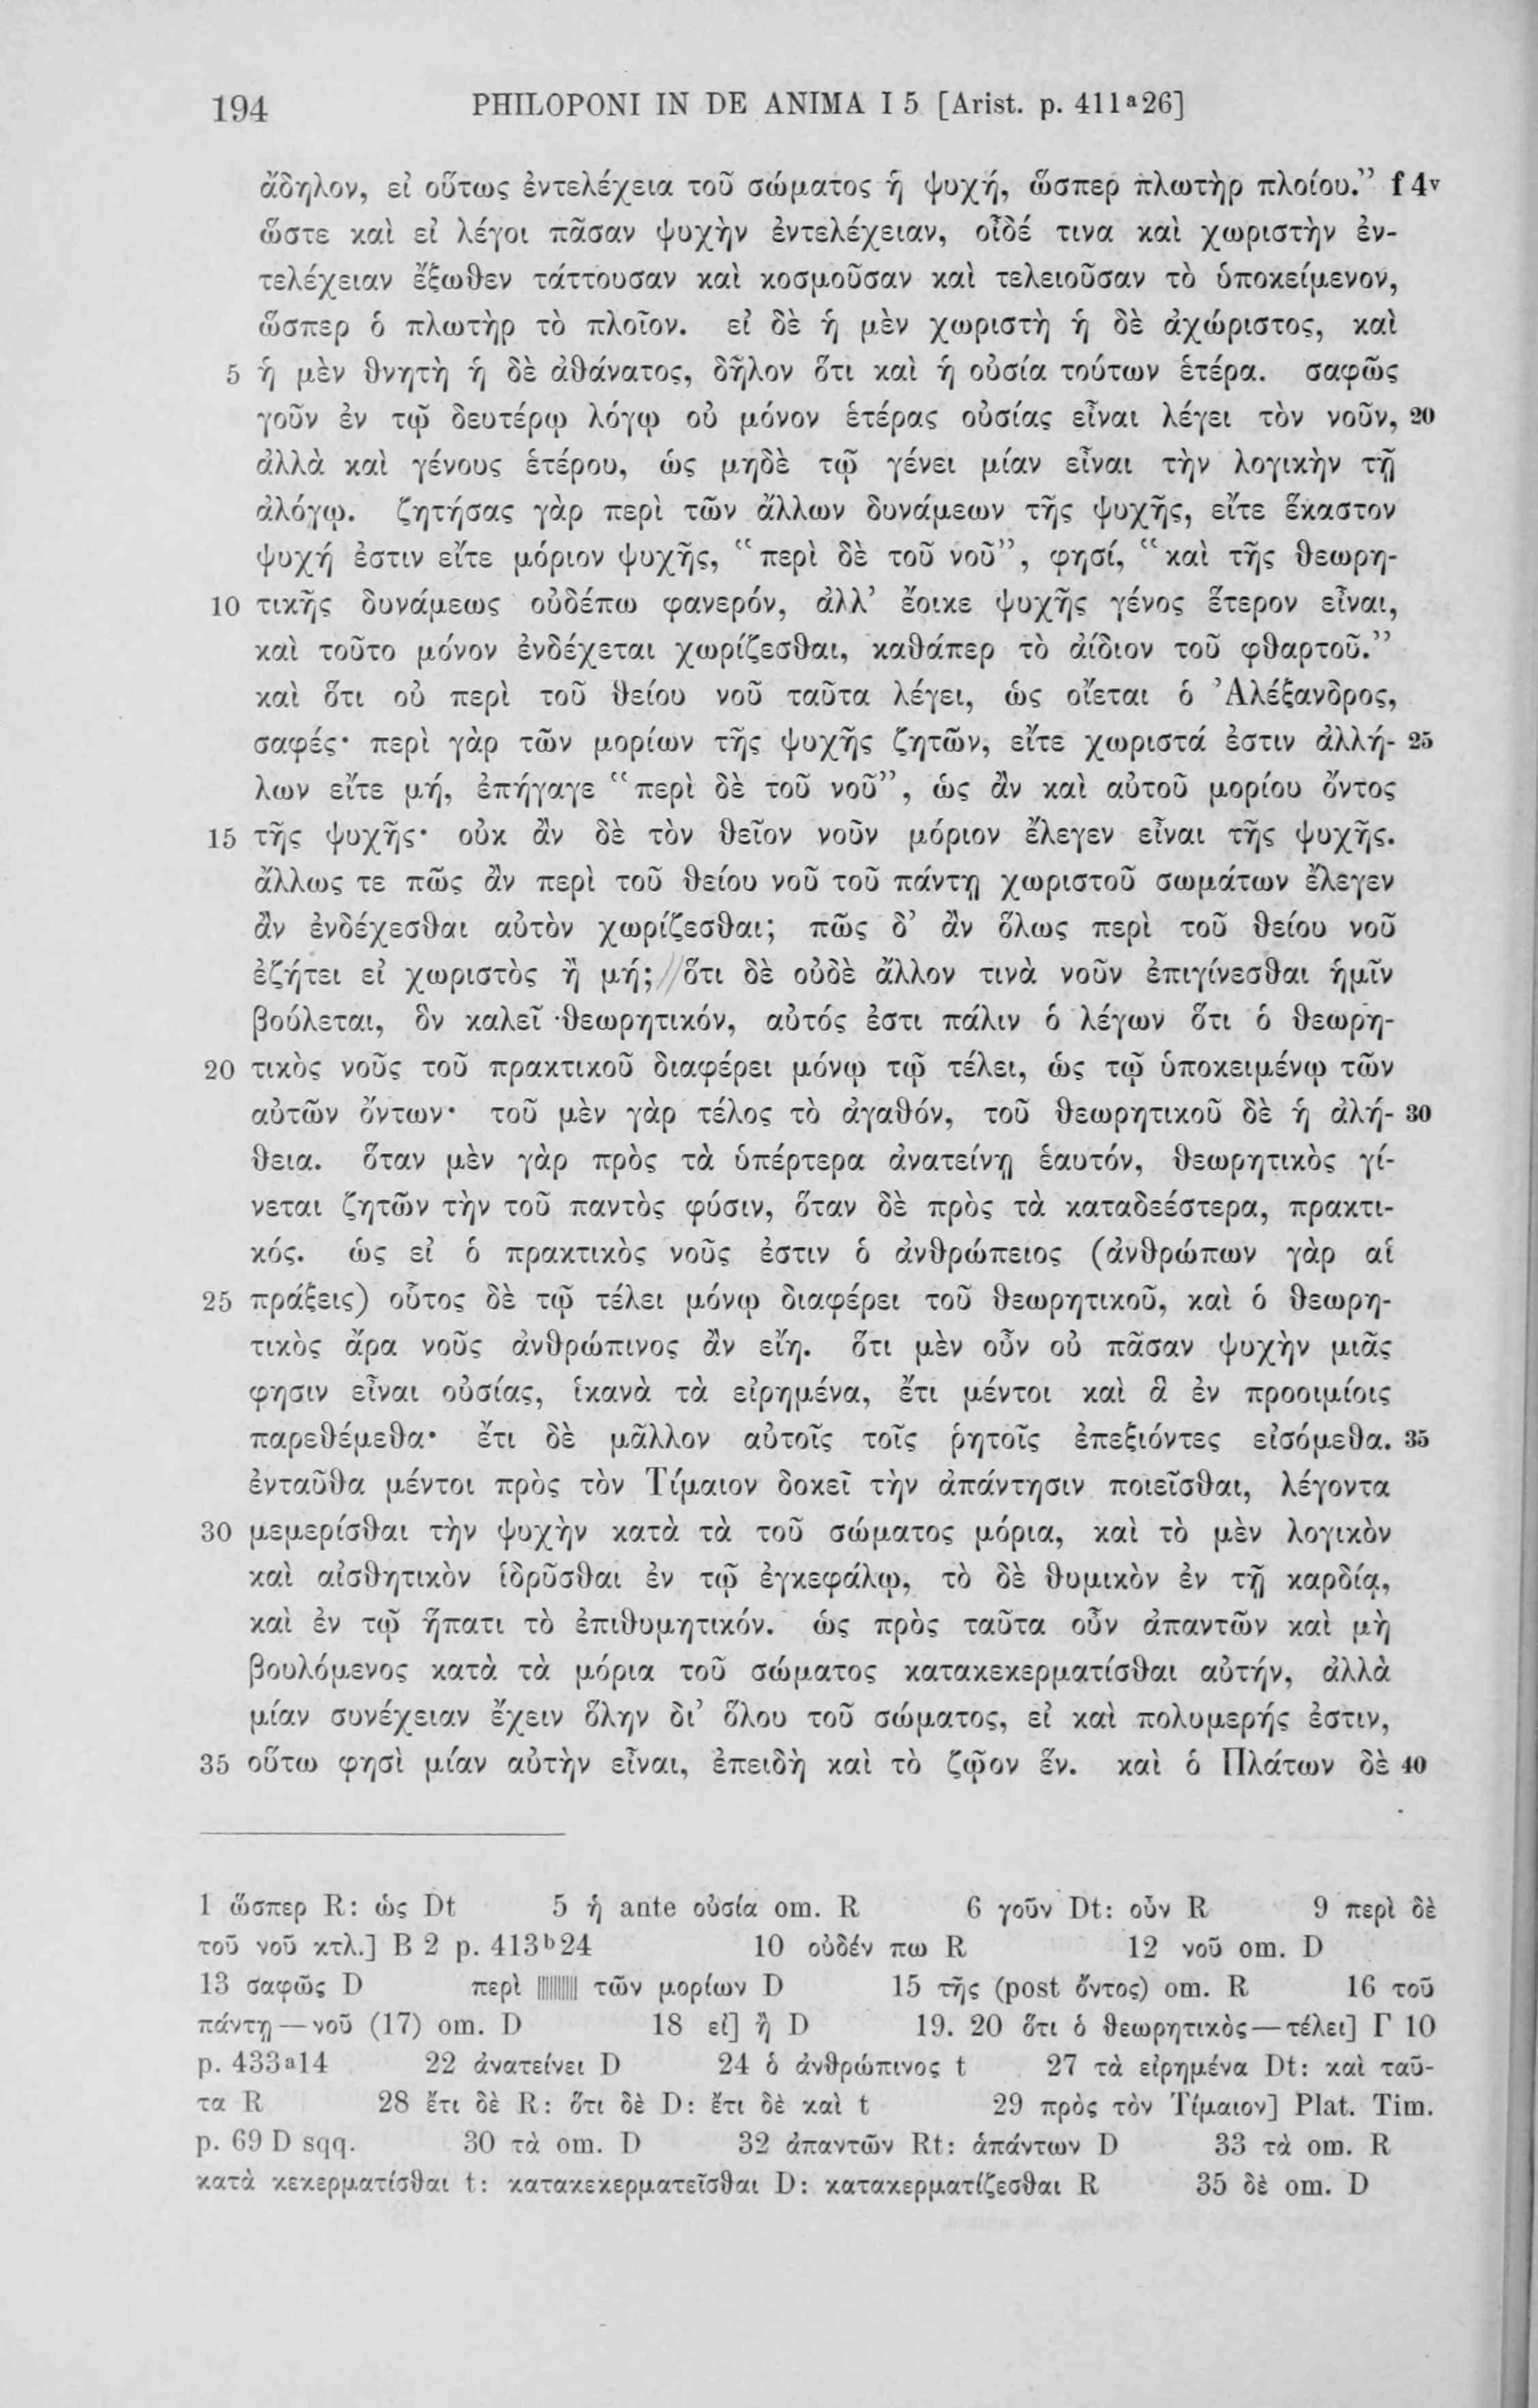 194 PHILOPONI IN DE ANIMA I 5 [Arist. p. 411ᵃ26]
ἄδηλον, εἰ οὕτως ἐντελέχεια τοῦ σώματος ἡ ψυχή, ὥσπερ πλωτὴρ πλοίου.” f 4ᵛ
ὥστε καὶ εἰ λέγοι πᾶσαν ψυχὴν ἐντελέχειαν, οἶδέ τινα καὶ χωριστὴν ἐν-
τελέχειαν ἔξωθεν τάττουσαν καὶ κοσμοῦσαν καὶ τελειοῦσαν τὸ ὑποκείμενον,
ὥσπερ ὁ πλωτὴρ τὸ πλοῖον. εἰ δὲ ἡ μὲν χωριστὴ ἡ δὲ ἀχώριστος, καὶ
5 ἡ μὲν θνητὴ ἡ δὲ ἀθάνατος, δῆλον ὅτι καὶ ἡ οὐσία τούτων ἑτέρα. σαφῶς
γοῦν ἐν τῷ δευτέρῳ λόγῳ οὐ μόνον ἑτέρας οὐσίας εἶναι λέγει τὸν νοῦν, 20
ἀλλὰ καὶ γένους ἑτέρου, ὡς μηδὲ τῷ γένει μίαν εἶναι τὴν λογικὴν τῇ
ἀλόγῳ. ζητήσας γὰρ περὶ τῶν ἄλλων δυνάμεων τῆς ψυχῆς, εἴτε ἕκαστον
ψυχή ἐστιν εἴτε μόριον ψυχῆς, “περὶ δὲ τοῦ νοῦ”, φησί, “καὶ τῆς θεωρη-
10 τικῆς δυνάμεως οὐδέπω φανερόν, ἀλλ’ ἔοικε ψυχῆς γένος ἕτερον εἶναι,
καὶ τοῦτο μόνον ἐνδέχεται χωρίζεσθαι, καθάπερ τὸ ἀίδιον τοῦ φθαρτοῦ.”
καὶ ὅτι οὐ περὶ τοῦ θείου νοῦ ταῦτα λέγει, ὡς οἴεται ὁ Ἀλέξανδρος,
σαφές· περὶ γὰρ τῶν μορίων τῆς ψυχῆς ζητῶν, εἴτε χωριστά ἐστιν ἀλλή- 25
λων εἴτε μή, ἐπήγαγε “περὶ δὲ τοῦ νοῦ”, ὡς ἂν καὶ αὐτοῦ μορίου ὄντος
15 τῆς ψυχῆς· οὐκ ἂν δὲ τὸν θεῖον νοῦν μόριον ἔλεγεν εἶναι τῆς ψυχῆς.
ἄλλως τε πῶς ἂν περὶ τοῦ θείου νοῦ τοῦ πάντῃ χωριστοῦ σωμάτων ἔλεγεν
ἂν ἐνδέχεσθαι αὐτὸν χωρίζεσθαι; πῶς δ’ ἂν ὅλως περὶ τοῦ θείου νοῦ
ἐζήτει εἰ χωριστὸς ἢ μή; // ὅτι δὲ οὐδὲ ἄλλον τινὰ νοῦν ἐπιγίνεσθαι ἡμῖν
βούλεται, ὃν καλεῖ θεωρητικόν, αὐτός ἐστι πάλιν ὁ λέγων ὅτι ὁ θεωρη-
20 τικὸς νοῦς τοῦ πρακτικοῦ διαφέρει μόνῳ τῷ τέλει, ὡς τῷ ὑποκειμένῳ τῶν
αὐτῶν ὄντων· τοῦ μὲν γὰρ τέλος τὸ ἀγαθόν, τοῦ θεωρητικοῦ δὲ ἡ ἀλή- 30
θεια. ὅταν μὲν γὰρ πρὸς τὰ ὑπέρτερα ἀνατείνῃ ἑαυτόν, θεωρητικὸς γί-
νεται ζητῶν τὴν τοῦ παντὸς φύσιν, ὅταν δὲ πρὸς τὰ καταδεέστερα, πρακτι-
κός. ὡς εἰ ὁ πρακτικὸς νοῦς ἐστιν ὁ ἀνθρώπειος (ἀνθρώπων γὰρ αἱ
25 πράξεις) οὗτος δὲ τῷ τέλει μόνῳ διαφέρει τοῦ θεωρητικοῦ, καὶ ὁ θεωρη-
τικὸς ἄρα νοῦς ἀνθρώπινος ἂν εἴη. ὅτι μὲν οὖν οὐ πᾶσαν ψυχὴν μιᾶς
φησιν εἶναι οὐσίας, ἱκανὰ τὰ εἰρημένα, ἔτι μέντοι καὶ ἃ ἐν προοιμίοις
παρεθέμεθα· ἔτι δὲ μᾶλλον αὐτοῖς τοῖς ῥητοῖς ἐπεξιόντες εἰσόμεθα. 35
ἐνταῦθα μέντοι πρὸς τὸν Τίμαιον δοκεῖ τὴν ἀπάντησιν ποιεῖσθαι, λέγοντα
30 μεμερίσθαι τὴν ψυχὴν κατὰ τὰ τοῦ σώματος μόρια, καὶ τὸ μὲν λογικὸν
καὶ αἰσθητικὸν ἱδρῦσθαι ἐν τῷ ἐγκεφάλῳ, τὸ δὲ θυμικὸν ἐν τῇ καρδίᾳ,
καὶ ἐν τῷ ἥπατι τὸ ἐπιθυμητικόν. ὡς πρὸς ταῦτα οὖν ἀπαντῶν καὶ μὴ
βουλόμενος κατὰ τὰ μόρια τοῦ σώματος κατακεκερματίσθαι αὐτήν, ἀλλὰ
μίαν συνέχειαν ἔχειν ὅλην δι’ ὅλου τοῦ σώματος, εἰ καὶ πολυμερής ἐστιν,
35 οὕτω φησὶ μίαν αὐτὴν εἶναι, ἐπειδὴ καὶ τὸ ζῷον ἕν. καὶ ὁ Πλάτων δὲ 40
1 ὥσπερ R: ὡς Dt 5 ἡ ante οὐσία om. R 6 γοῦν Dt: οὖν R 9 περὶ δὲ
τοῦ νοῦ κτλ.] B 2 p. 413ᵇ24 10 οὐδέν πω R 12 νοῦ om. D
13 σαφῶς D περὶ ||||||||| τῶν μορίων D 15 τῆς (post ὄντος) om. R 16 τοῦ
πάντῃ — νοῦ (17) om. D 18 εἰ] ἢ D 19. 20 ὅτι ὁ θεωρητικὸς — τέλει] Γ 10
p. 433ᵃ14 22 ἀνατείνει D 24 ὁ ἀνθρώπινος t 27 τὰ εἰρημένα Dt: καὶ ταῦ-
τα R 28 ἔτι δὲ R: ὅτι δὲ D: ἔτι δὲ καὶ t 29 πρὸς τὸν Τίμαιον] Plat. Tim.
p. 69 D sqq. 30 τὰ om. D 32 ἀπαντῶν Rt: ἁπάντων D 33 τὰ om. R
κατὰ κεκερματίσθαι t: κατακεκερματεῖσθαι D: κατακερματίζεσθαι R 35 δὲ om. D